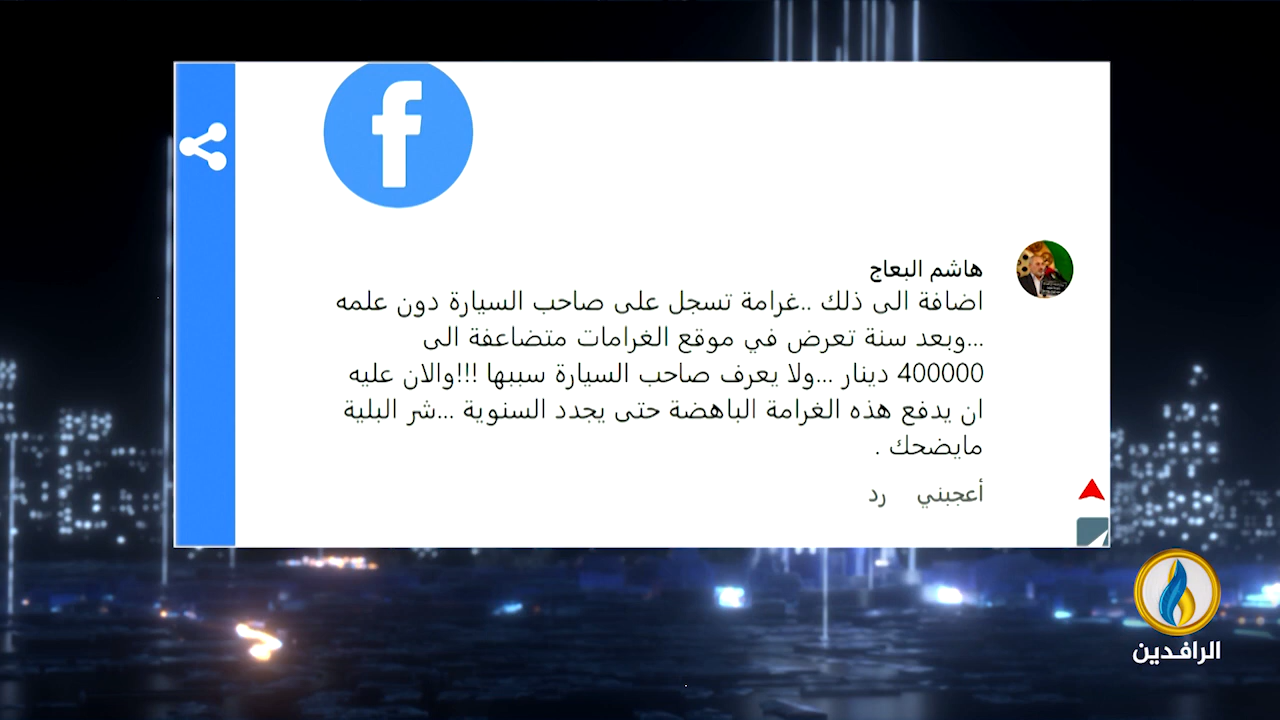 f
هاشم البعاج
اضافة الى ذلك ..غرامة تسجل على صاحب السيارة دون علمه
...وبعد سنة تعرض في موقع الغرامات متضاعفة الى
400000 دينار ...ولا يعرف صاحب السيارة سببها !!!والان عليه
ان يدفع هذه الغرامة الباهضة حتى يجدد السنوية ...شر البلية
مايضحك .
أعجبني رد
الرافدين